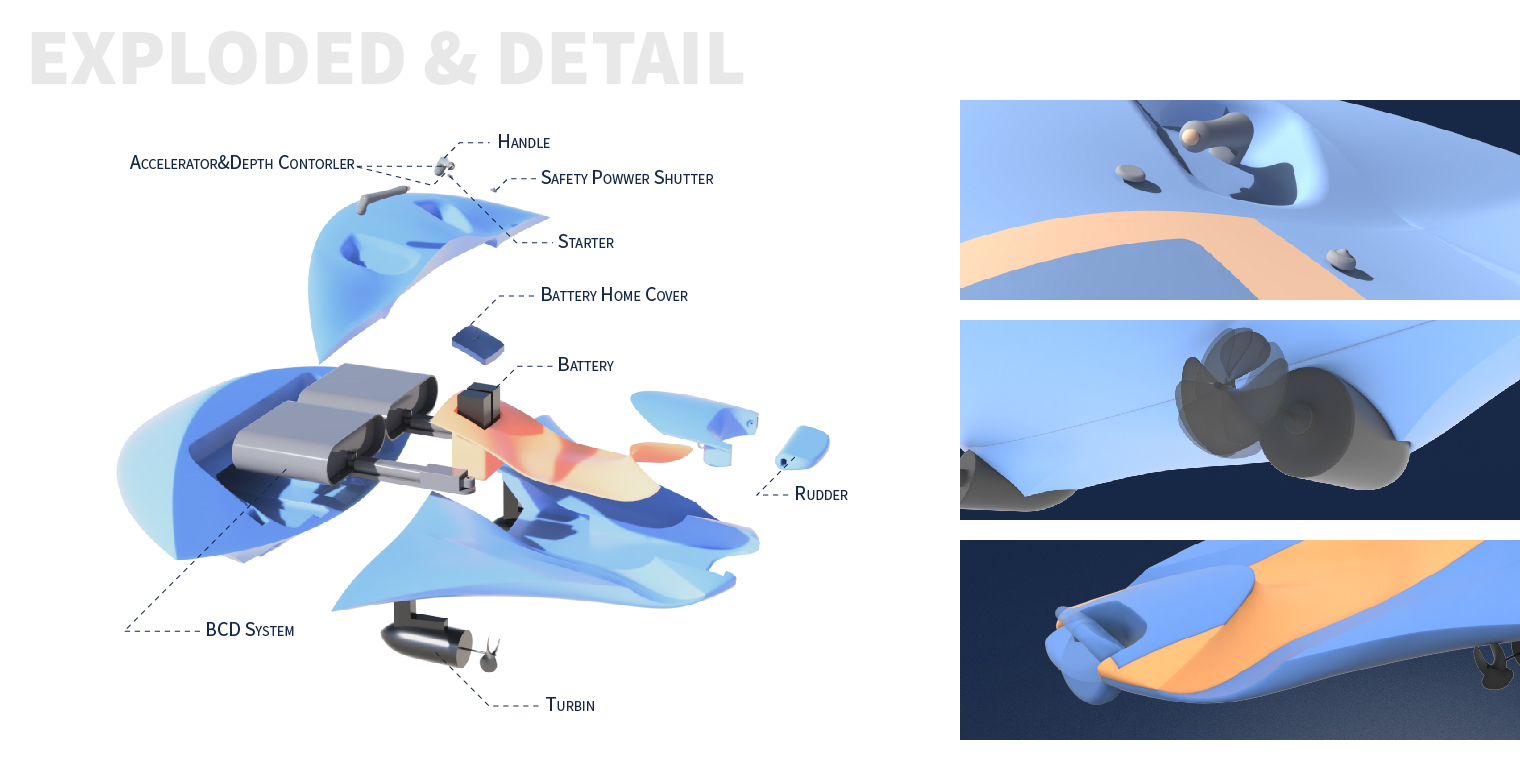 EXPLODED & DETAIL
Handle
Accelerator&Depth Contorler
Safety Powwer Shutter
Starter
Battery Home Cover
Battery
Rudder
BCD System
Turbin